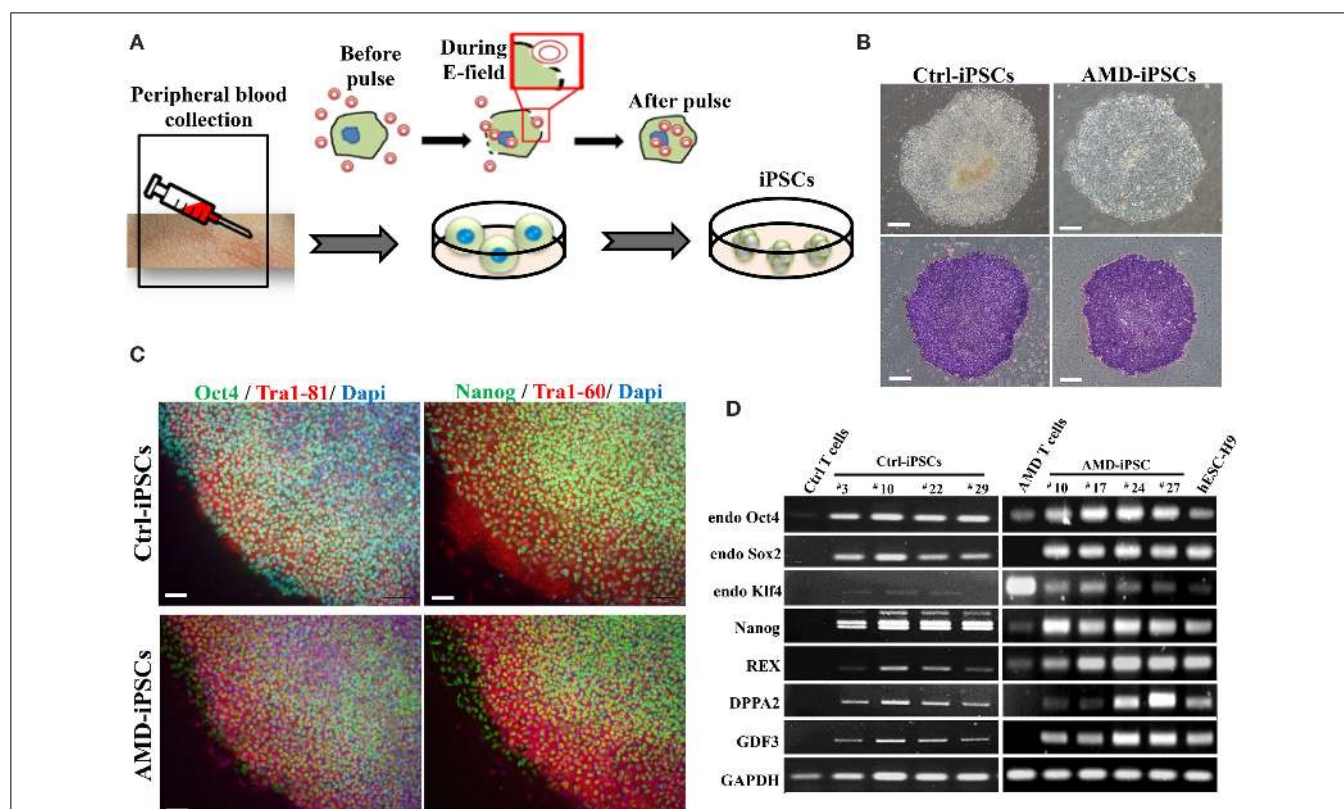 A
Before
pulse
During
E-field
After pulse
Peripheral blood
collection
iPSCs
B
Ctrl-iPSCs AMD-iPSCs
C
Oct4 / Tra1-81/ Dapi Nanog / Tra1-60/ Dapi
Ctrl-iPSCs
AMD-iPSCs
D
Ctrl T cells
Ctrl-iPSCs
#3 #10 #22 #29
AMD T cells
AMD-iPSC
#10 #17 #24 #27
hESC-H9
endo Oct4
endo Sox2
endo Klf4
Nanog
REX
DPPA2
GDF3
GAPDH